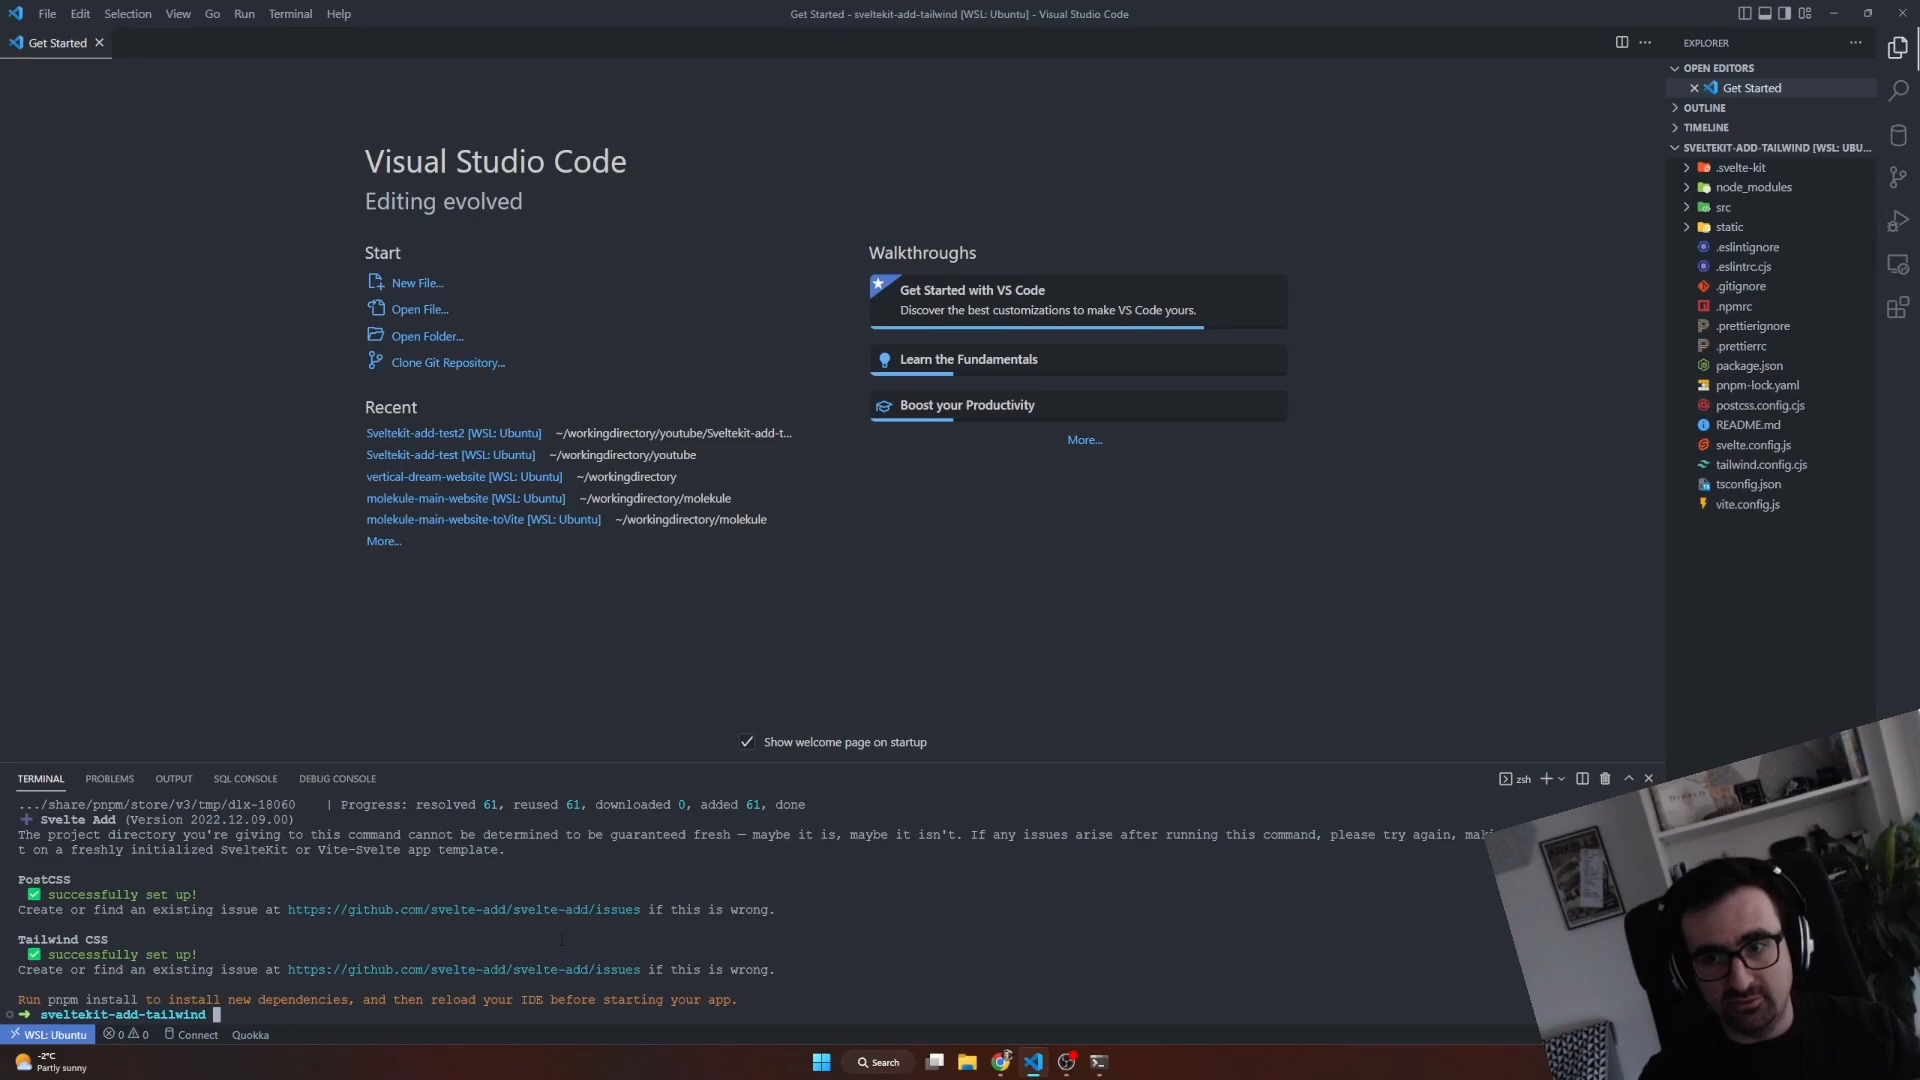 File Edit Selection View Go Run Terminal Help
Get Started - sveltekit-add-tailwind [WSL: Ubuntu] - Visual Studio Code
Get Started
EXPLORER
OPEN EDITORS
Get Started
OUTLINE
TIMELINE
SVELTEKIT-ADD-TAILWIND [WSL: UBU...
.svelte-kit
node_modules
src
static
.eslintignore
.eslintrc.cjs
.gitignore
.npmrc
.prettierignore
.prettierrc
package.json
pnpm-lock.yaml
postcss.config.cjs
README.md
svelte.config.js
tailwind.config.cjs
tsconfig.json
vite.config.js
Visual Studio Code
Editing evolved
Start
New File...
Open File...
Open Folder...
Clone Git Repository...
Recent
Sveltekit-add-test2 [WSL: Ubuntu] ~/workingdirectory/youtube/Sveltekit-add-t...
Sveltekit-add-test [WSL: Ubuntu] ~/workingdirectory/youtube
vertical-dream-website [WSL: Ubuntu] ~/workingdirectory
molekule-main-website [WSL: Ubuntu] ~/workingdirectory/molekule
molekule-main-website-toVite [WSL: Ubuntu] ~/workingdirectory/molekule
More...
Walkthroughs
Get Started with VS Code
Discover the best customizations to make VS Code yours.
Learn the Fundamentals
Boost your Productivity
More...
Show welcome page on startup
TERMINAL PROBLEMS OUTPUT SQL CONSOLE DEBUG CONSOLE
zsh
.../share/pnpm/store/v3/tmp/dlx-18060 | Progress: resolved 61, reused 61, downloaded 0, added 61, done
Svelte Add (Version 2022.12.09.00)
The project directory you're giving to this command cannot be determined to be guaranteed fresh — maybe it is, maybe it isn't. If any issues arise after running this command, please try again, maki
t on a freshly initialized SvelteKit or Vite-Svelte app template.
PostCSS
✅ successfully set up!
Create or find an existing issue at https://github.com/svelte-add/svelte-add/issues if this is wrong.
Tailwind CSS
✅ successfully set up!
Create or find an existing issue at https://github.com/svelte-add/svelte-add/issues if this is wrong.
Run pnpm install to install new dependencies, and then reload your IDE before starting your app.
➜ sveltekit-add-tailwind
WSL: Ubuntu 0 0 Connect Quokka
-2°C
Partly sunny
Search